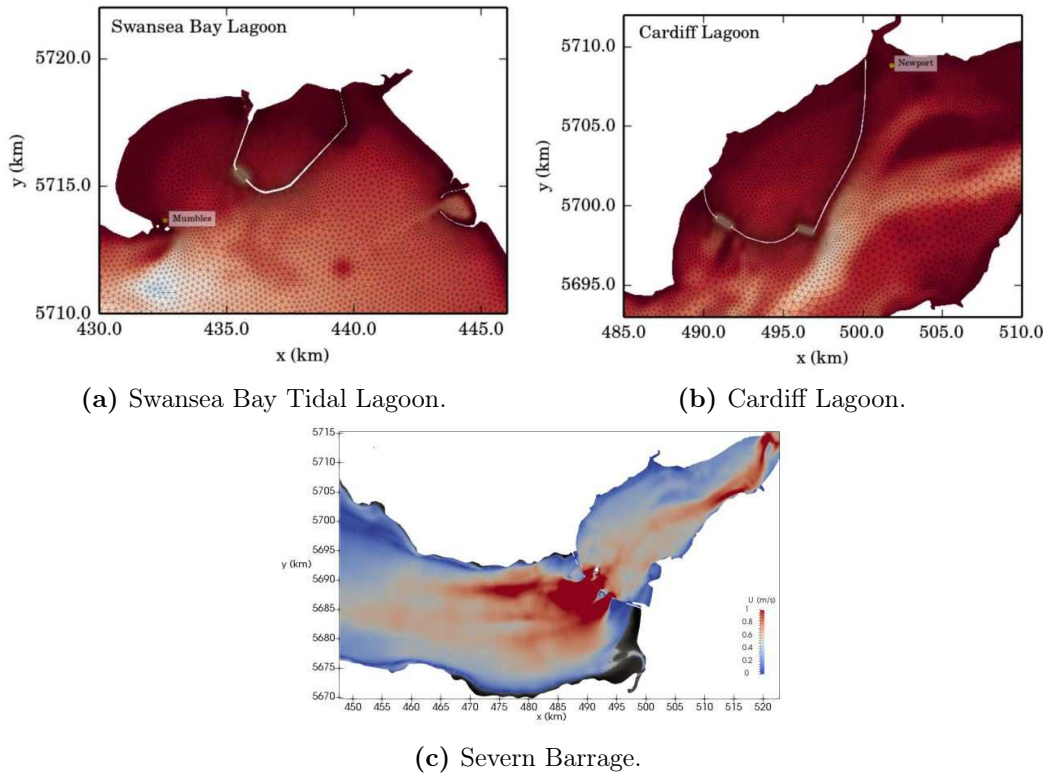 Swansea Bay Lagoon
5720.0
5715.0
5710.0
y (km)
Mumbles
430.0 435.0 440.0 445.0
x (km)
(a) Swansea Bay Tidal Lagoon.
Cardiff Lagoon
Newport
5710.0
5705.0
5700.0
5695.0
y (km)
485.0 490.0 495.0 500.0 505.0 510.0
x (km)
(b) Cardiff Lagoon.
5715
5710
5705
5700
5695
5690
5685
5680
5675
5670
y (km)
U (m/s)
1
0.8
0.6
0.4
0.2
0
450 455 460 465 470 475 480 485 490 495 500 505 510 515 520
x (km)
(c) Severn Barrage.